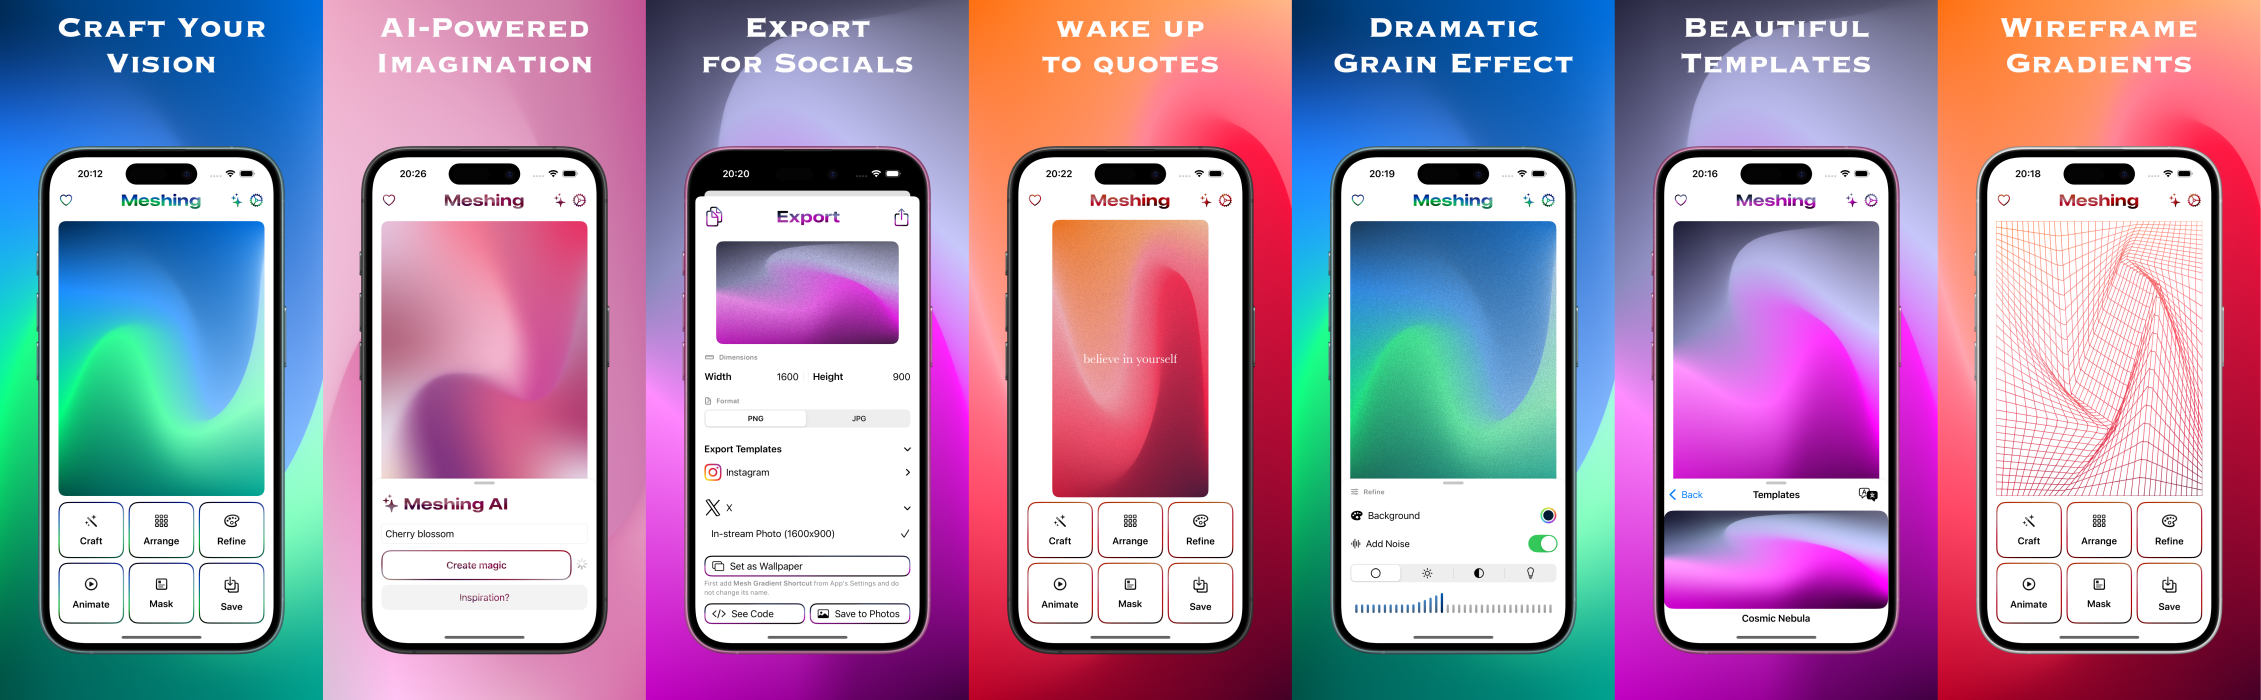 CRAFT YOUR
VISION
20:12
Meshing
Craft
Arrange
Refine
Animate
Mask
Save
AI-POWERED
IMAGINATION
20:26
Meshing
Meshing AI
Cherry blossom
Create magic
Inspiration?
EXPORT
FOR SOCIALS
20:20
Export
Dimensions
Width 1600 Height 900
Format
PNG JPG
Export Templates
Instagram
X
In-stream Photo (1600x900)
Set as Wallpaper
First add Mesh Gradient Shortcut from App's Settings and do
not change its name.
See Code
Save to Photos
WAKE UP
TO QUOTES
20:22
Meshing
believe in yourself
Craft
Arrange
Refine
Animate
Mask
Save
DRAMATIC
GRAIN EFFECT
20:19
Meshing
Refine
Background
Add Noise
BEAUTIFUL
TEMPLATES
20:16
Meshing
Back
Templates
Cosmic Nebula
WIREFRAME
GRADIENTS
20:18
Meshing
Craft
Arrange
Refine
Animate
Mask
Save